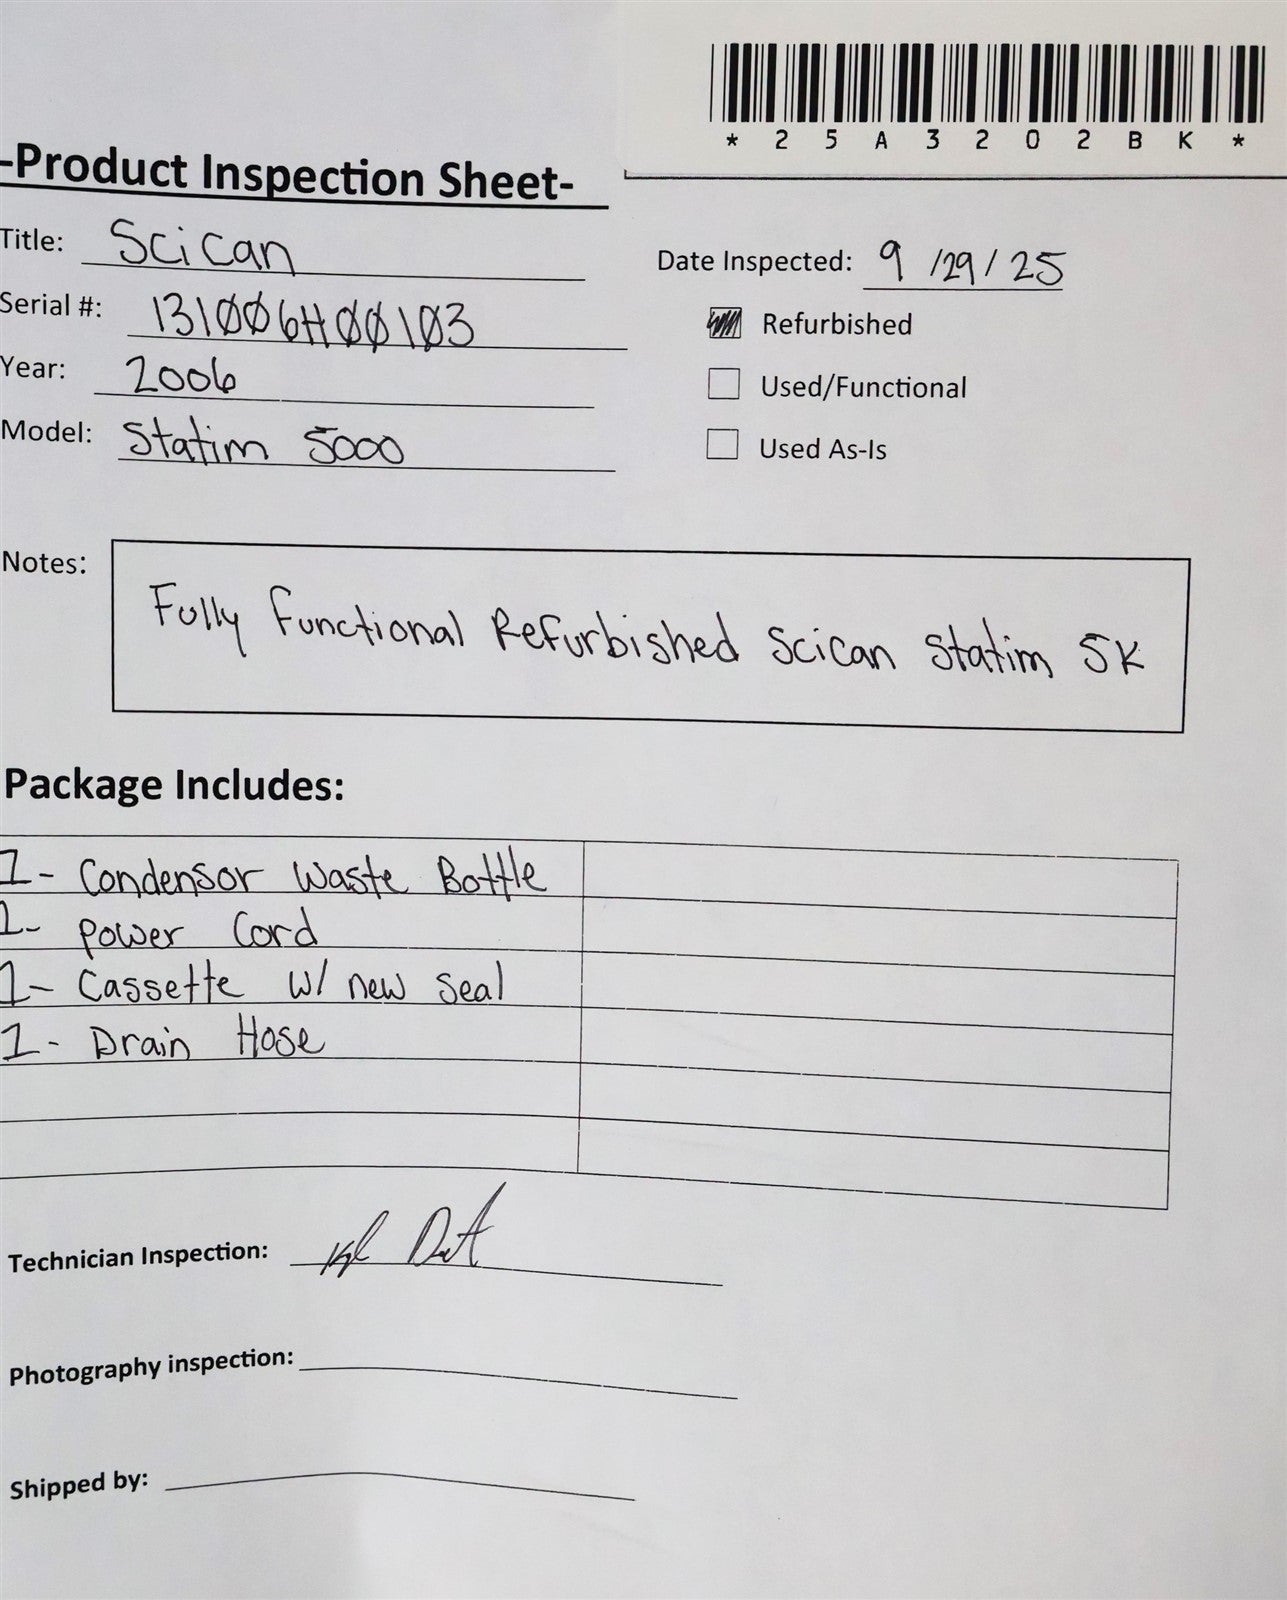 *25A3202BK*
-Product Inspection Sheet-
Title: Scican
Date Inspected: 9/29/25
Serial #: 131006H00103
Refurbished
Year: 2006
Used/Functional
Model: Statim 5000
Used As-Is
Notes:
Fully Functional Refurbished Scican Statim 5K
Package Includes:
1- Condensor Waste Bottle
1- Power Cord
1- Cassette w/ new seal
1- Drain Hose
Technician Inspection:
Photography inspection:
Shipped by: